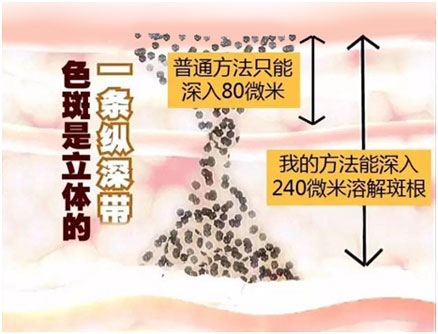 色斑是立体的
一条纵深带
普通方法只能
深入80微米
我的方法能深入
240微米溶解斑根